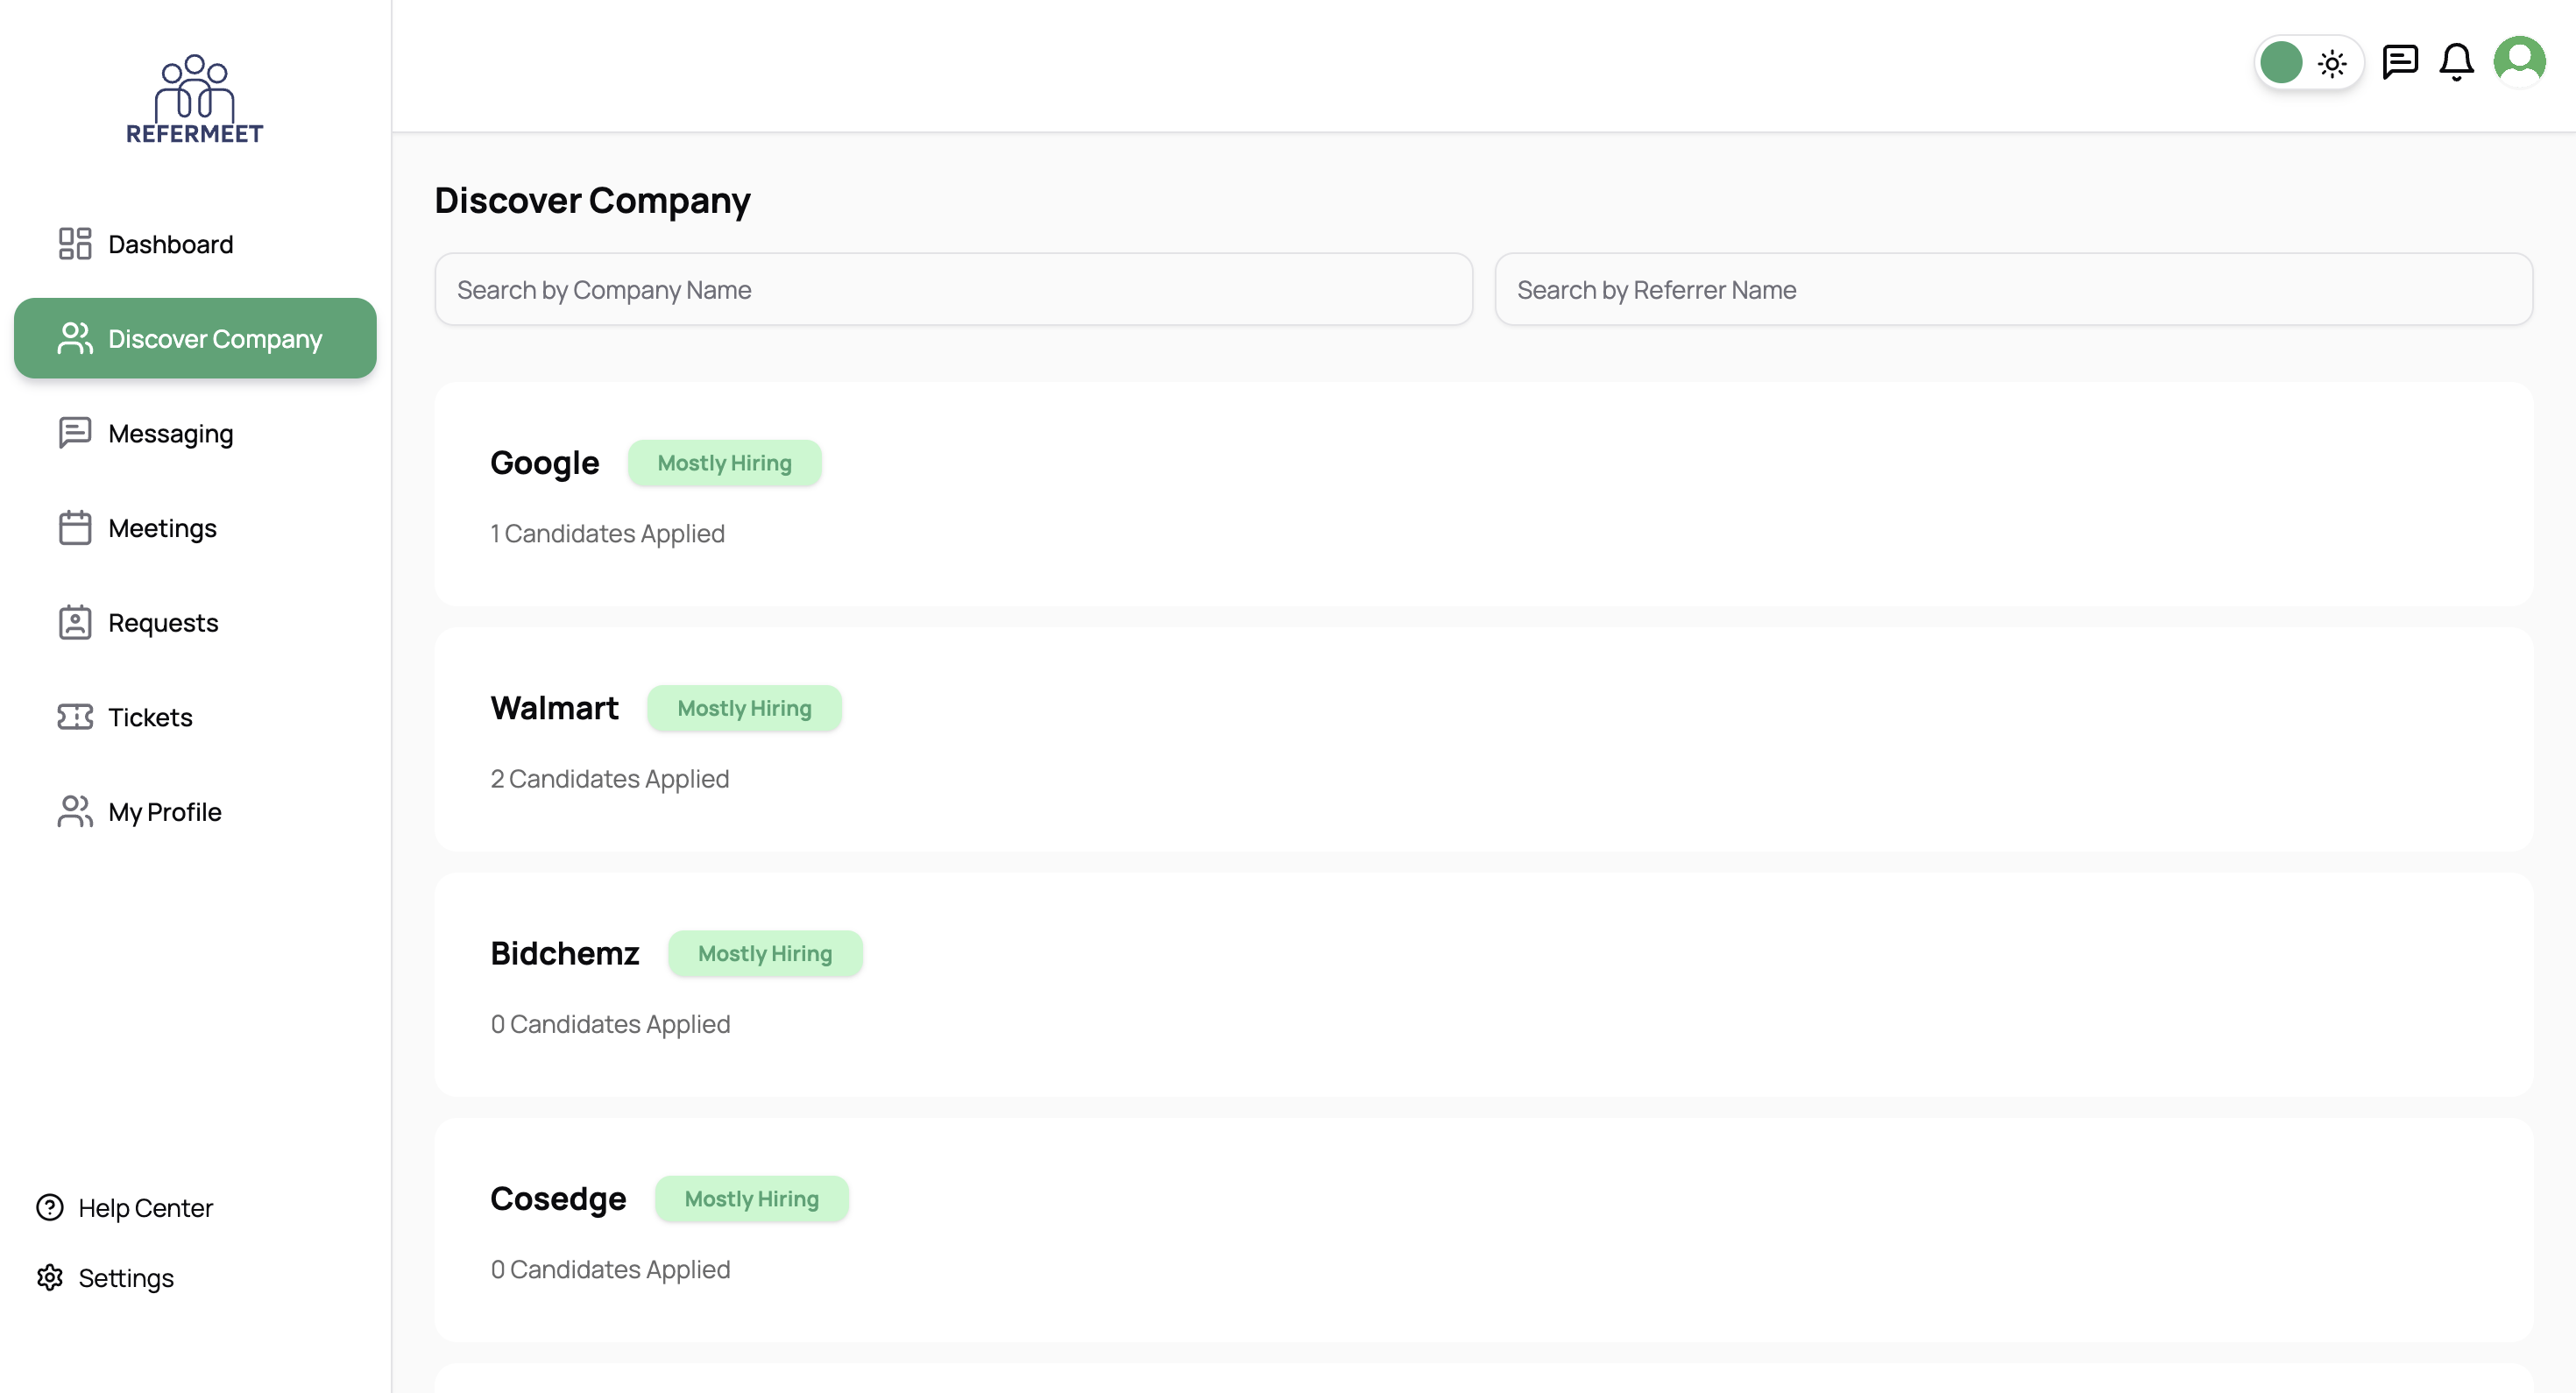 REFERMEET
Dashboard
Discover Company
Messaging
Meetings
Requests
Tickets
My Profile
Help Center
Settings
Discover Company
Search by Company Name
Search by Referrer Name
Google
Mostly Hiring
1 Candidates Applied
Walmart
Mostly Hiring
2 Candidates Applied
Bidchemz
Mostly Hiring
0 Candidates Applied
Cosedge
Mostly Hiring
0 Candidates Applied